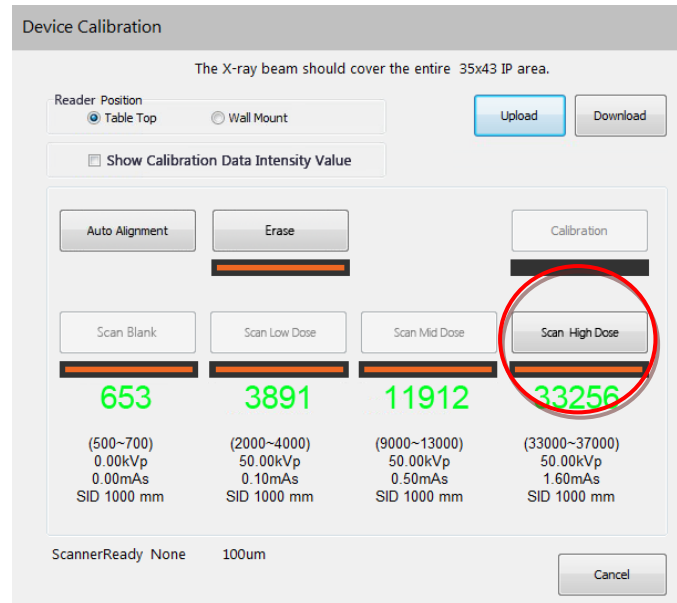 Device Calibration
The X-ray beam should cover the entire 35x43 IP area.
Reader Position
Table Top
Wall Mount
Upload
Download
Show Calibration Data Intensity Value
Auto Alignment
Erase
Calibration
Scan Blank
Scan Low Dose
Scan Mid Dose
Scan High Dose
653
3891
11912
33256
(500~700)
0.00kVp
0.00mAs
SID 1000 mm
(2000~4000)
50.00kVp
0.10mAs
SID 1000 mm
(9000~13000)
50.00kVp
0.50mAs
SID 1000 mm
(33000~37000)
50.00kVp
1.60mAs
SID 1000 mm
ScannerReady None 100um
Cancel